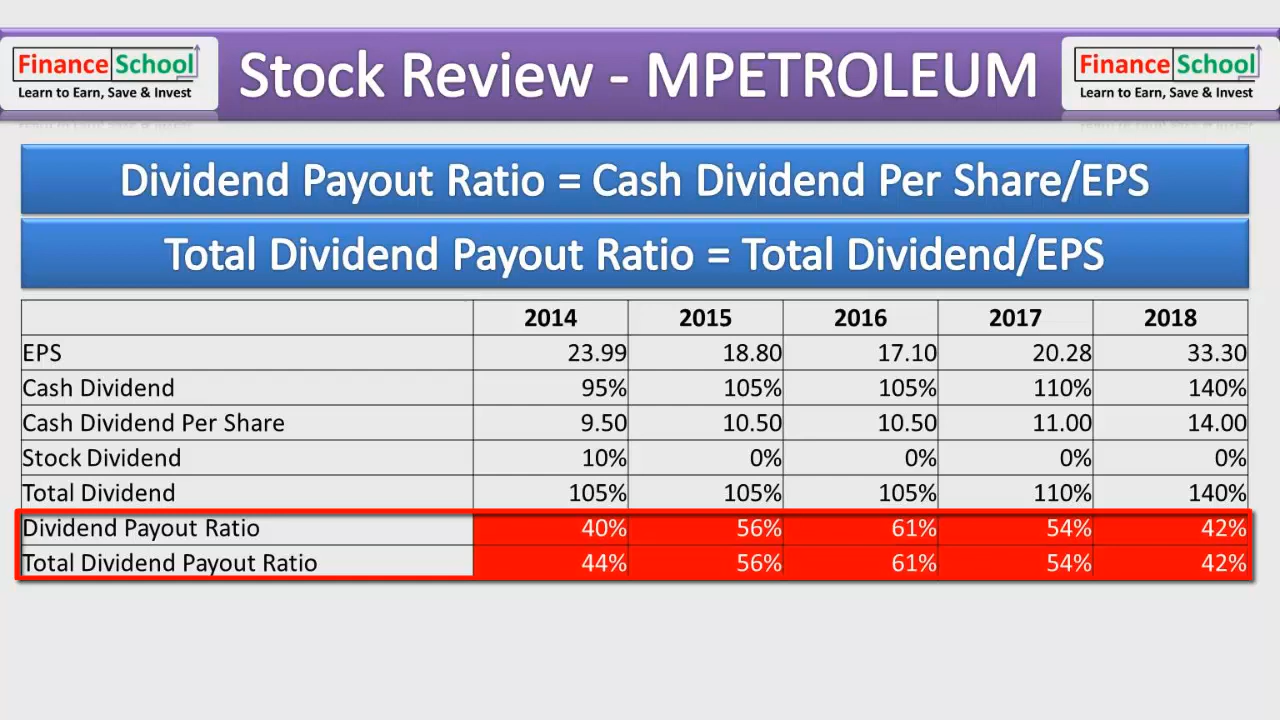 Finance School
Learn to Earn, Save & Invest
Stock Review - MPETROLEUM
Finance School
Learn to Earn, Save & Invest
Dividend Payout Ratio = Cash Dividend Per Share/EPS
Total Dividend Payout Ratio = Total Dividend/EPS
2014 2015 2016 2017 2018
EPS 23.99 18.80 17.10 20.28 33.30
Cash Dividend 95% 105% 105% 110% 140%
Cash Dividend Per Share 9.50 10.50 10.50 11.00 14.00
Stock Dividend 10% 0% 0% 0% 0%
Total Dividend 105% 105% 105% 110% 140%
Dividend Payout Ratio 40% 56% 61% 54% 42%
Total Dividend Payout Ratio 44% 56% 61% 54% 42%